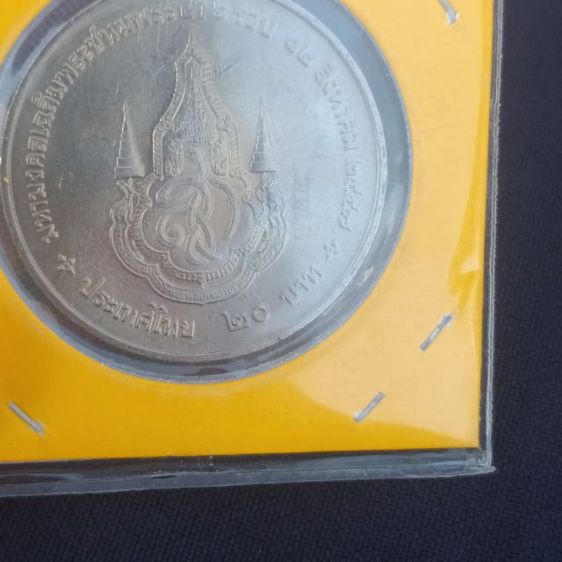 มหามงคลเฉลิมพระชนมพรรษา ๖ รอบ ๑๒ สิงหาคม ๒๕๔๗
ประเทศไทย ๒๐ บาท